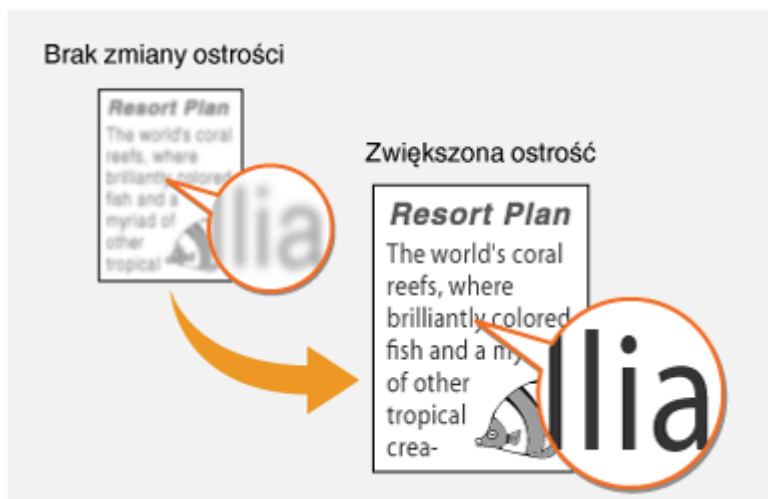 Brak zmiany ostrości
Resort Plan
The world's coral
reefs, where
brilliantly colored
fish and a
myriad of
other
tropical
llia
Zwiększona ostrość
Resort Plan
The world's coral
reefs, where
brilliantly colored
fish and a my
of other
tropical
crea-
llia